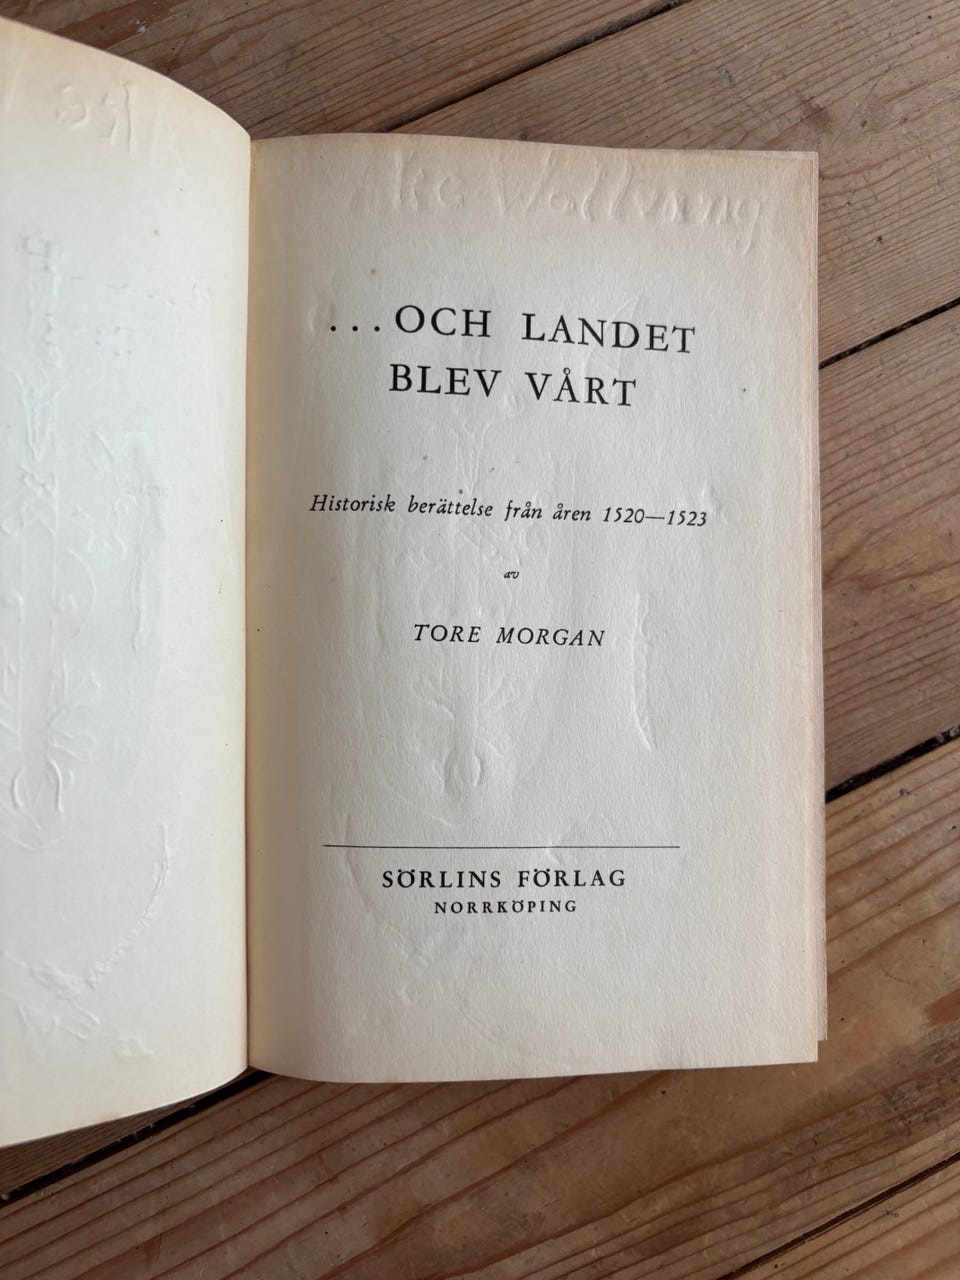 ...OCH LANDET
BLEV VÅRT
Historisk berättelse från åren 1520—1523
av
TORE MORGAN
SÖRLINS FÖRLAG
NORRKÖPING